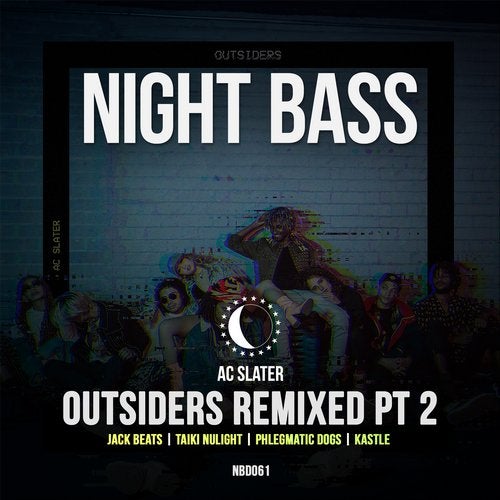 OUTSIDERS
NIGHT BASS
AC SLATER
AC SLATER
OUTSIDERS REMIXED PT 2
JACK BEATS | TAIKI NULIGHT | PHLEGMATIC DOGS | KASTLE
NBD061